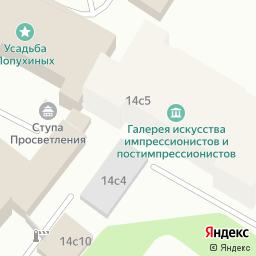 Усадьба
Лопухиных
14с5
Ступа
Просветления
Галерея искусства
импрессионистов и
постимпрессионистов
14с4
14с10
Яндекс
Яндекс